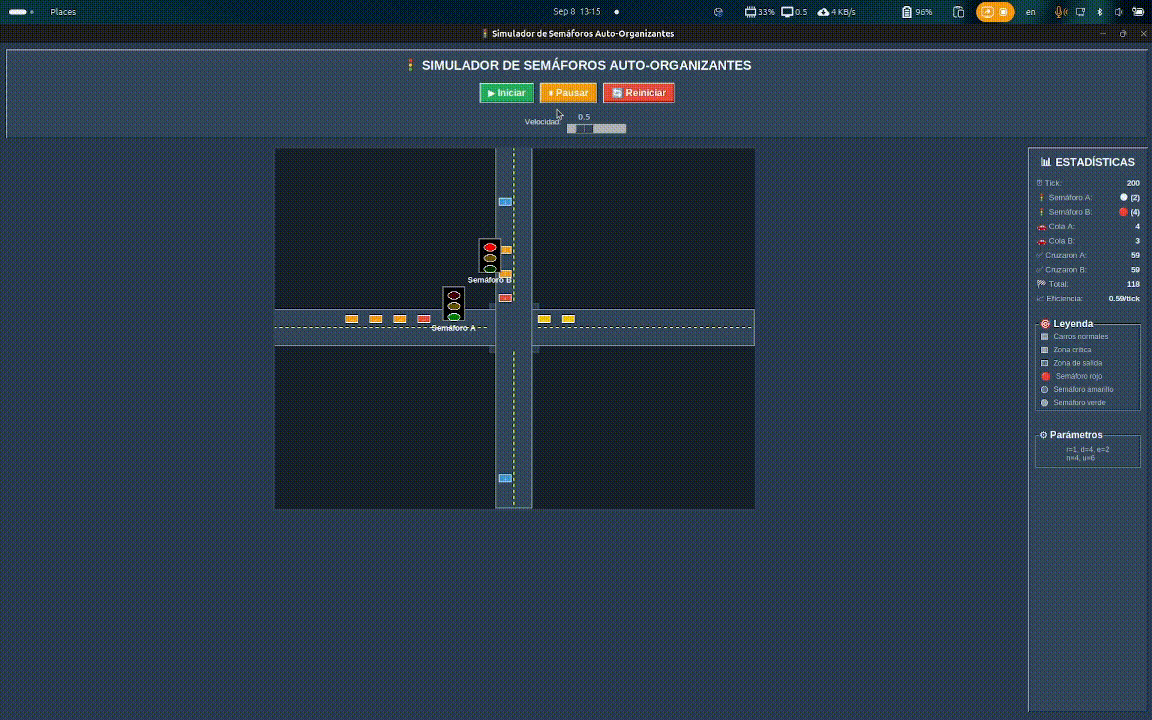 Places
Sep 8 13:15
33%
0.5
4 KB/s
96%
en
Simulador de Semáforos Auto-Organizantes
SIMULADOR DE SEMÁFOROS AUTO-ORGANIZANTES
Iniciar
Pausar
Reiniciar
Velocidad
0.5
Semáforo B
Semáforo A
ESTADÍSTICAS
Tick: 200
Semáforo A: (2)
Semáforo B: (4)
Cola A: 4
Cola B: 3
Cruzaron A: 59
Cruzaron B: 59
Total: 118
Eficiencia: 0.59/tick
Leyenda
Carros normales
Zona crítica
Zona de salida
Semáforo rojo
Semáforo amarillo
Semáforo verde
Parámetros
r=1, d=4, e=2
n=4, u=6